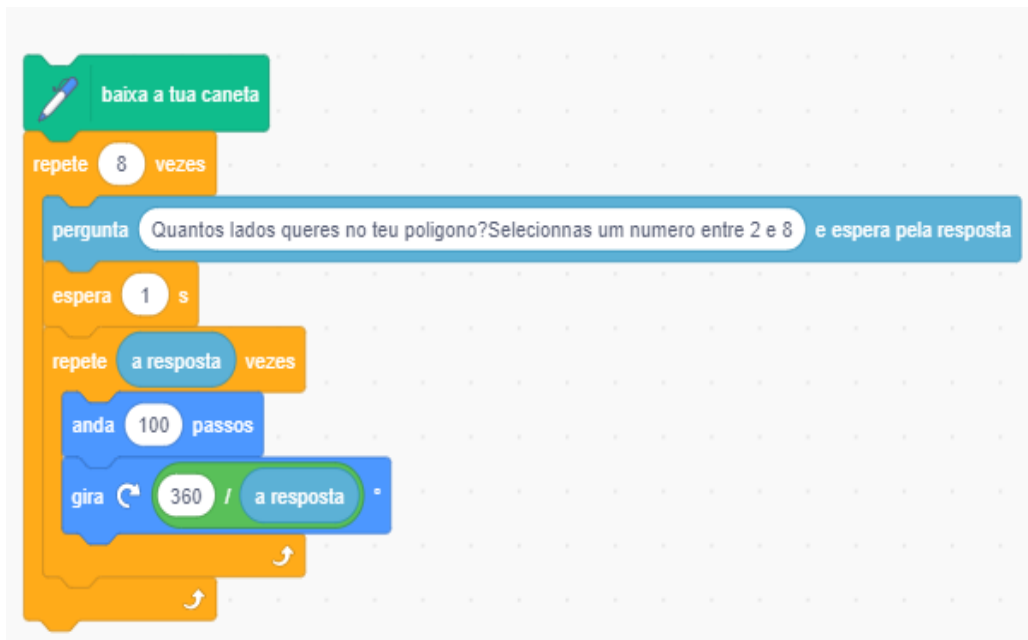 baixa a tua caneta
repete 8 vezes
pergunta Quantos lados queres no teu poligono?Selecionnas um numero entre 2 e 8 e espera pela resposta
espera 1 s
repete a resposta vezes
anda 100 passos
gira 360 / a resposta °